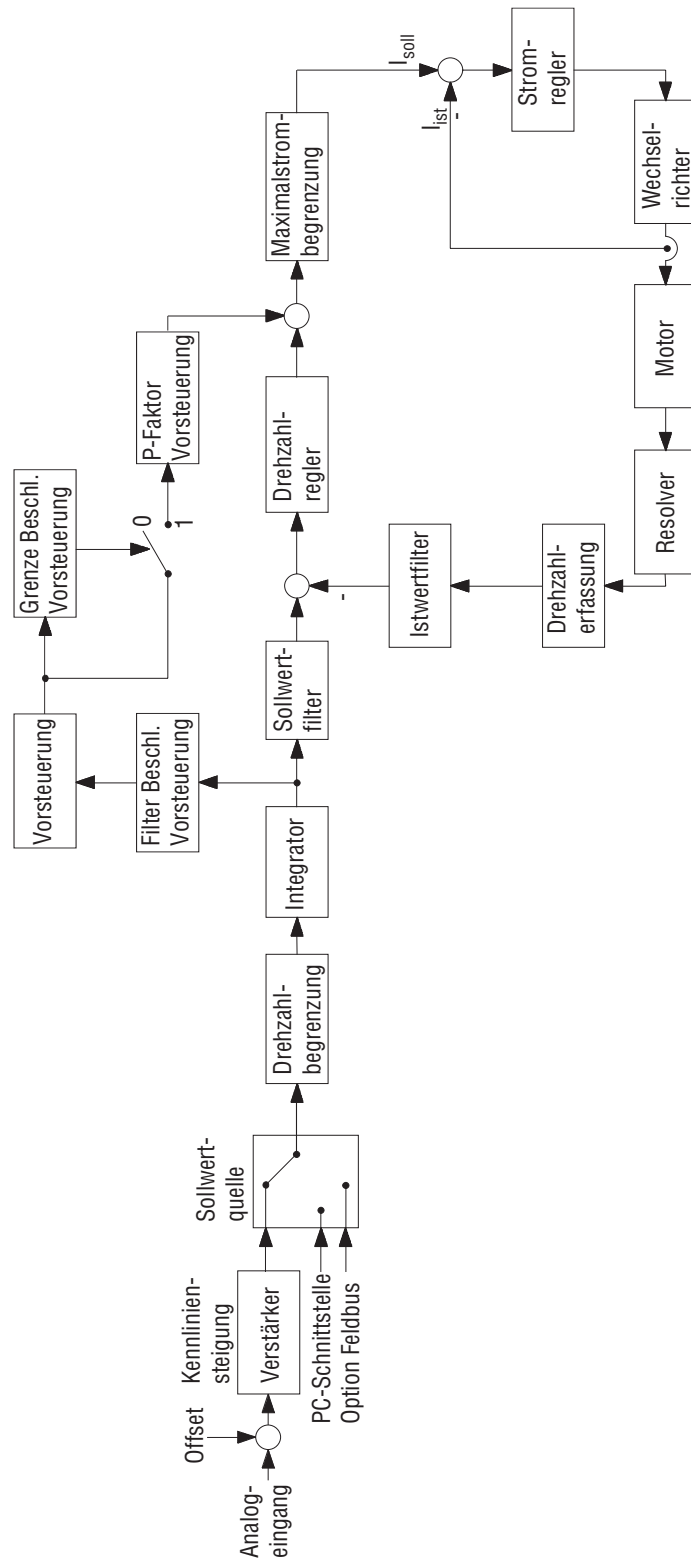 Analog-
eingang
Offset
Kennlinien-
steigung
Verstärker
PC-Schnittstelle
Option Feldbus
Sollwert-
quelle
Drehzahl-
begrenzung
Integrator
Filter Beschl.
Vorsteuerung
Vorsteuerung
Grenze Beschl.
Vorsteuerung
0
1
P-Faktor
Vorsteuerung
Sollwert-
filter
-
Drehzahl-
regler
Maximalstrom-
begrenzung
Isoll
Iist
-
Strom-
regler
Wechsel-
richter
Motor
Resolver
Drehzahl-
erfassung
Istwertfilter